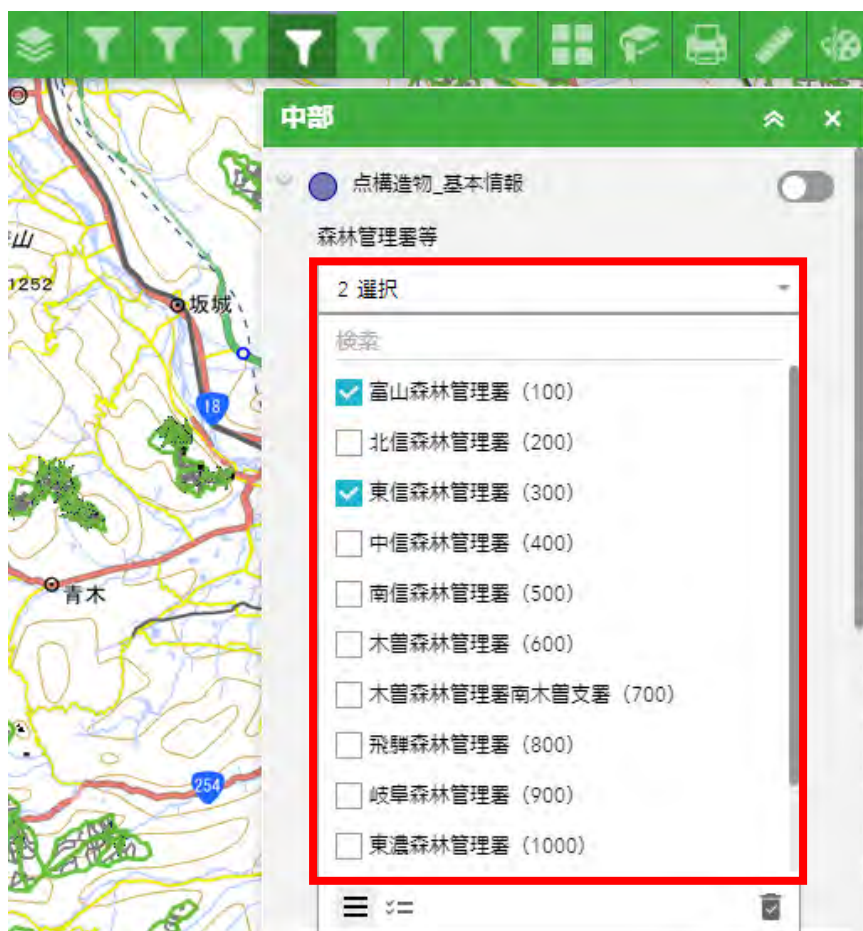 中部
点構造物_基本情報
森林管理署等
山
1252
坂城
2 選択
検索
富山森林管理署（100）
18
北信森林管理署（200）
東信森林管理署（300）
中信森林管理署（400）
青木
南信森林管理署（500）
木曽森林管理署（600）
木曽森林管理署南木曽支署（700）
飛騨森林管理署（800）
254
岐阜森林管理署（900）
東濃森林管理署（1000）